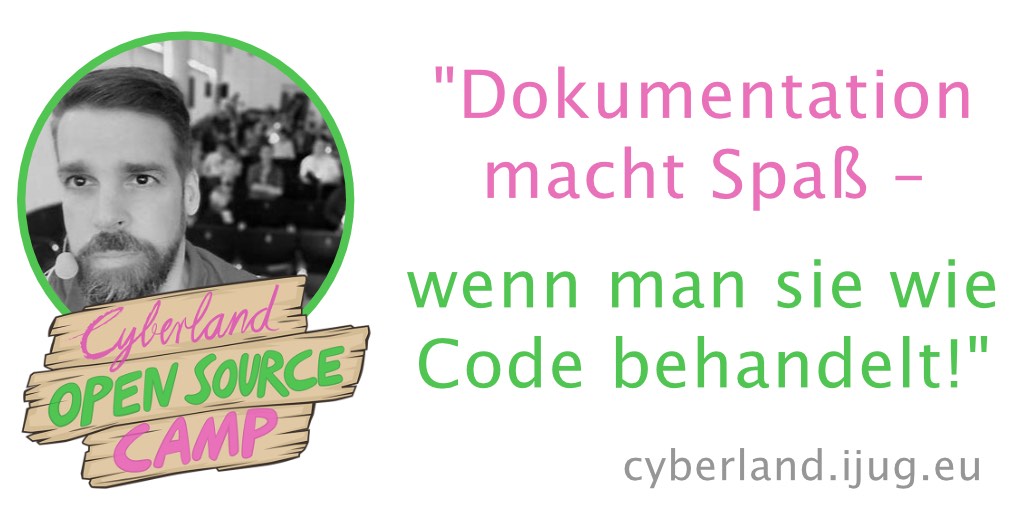 "Dokumentation
macht Spaß –
wenn man sie wie
Code behandelt!"
Cyberland
OPEN SOURCE
CAMP
cyberland.ijug.eu